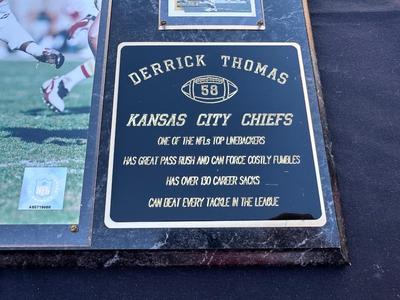 DERRICK THOMAS
58
KANSAS CITY CHIEFS
ONE OF THE NFLs TOP LINEBACKERS
HAS GREAT PASS RUSH AND CAN FORCE COSTLY FUMBLES
HAS OVER 130 CAREER SACKS
CAN BEAT EVERY TACKLE IN THE LEAGUE